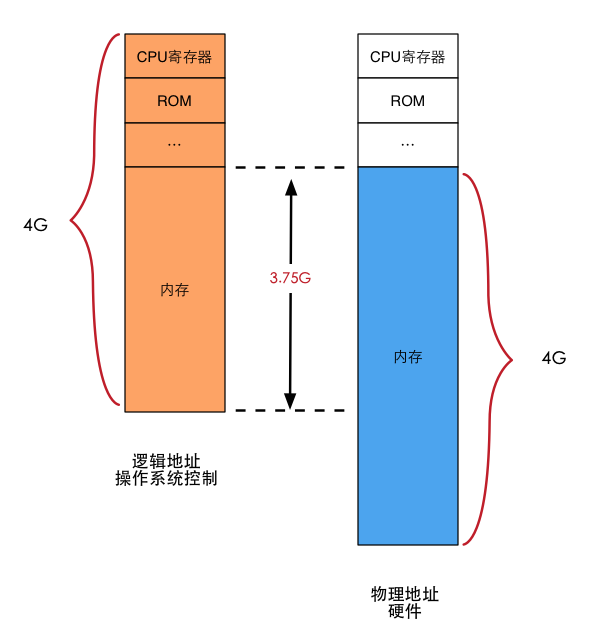 CPU寄存器
ROM
...
内存
4G
逻辑地址
操作系统控制
3.75G
CPU寄存器
ROM
...
内存
4G
物理地址
硬件